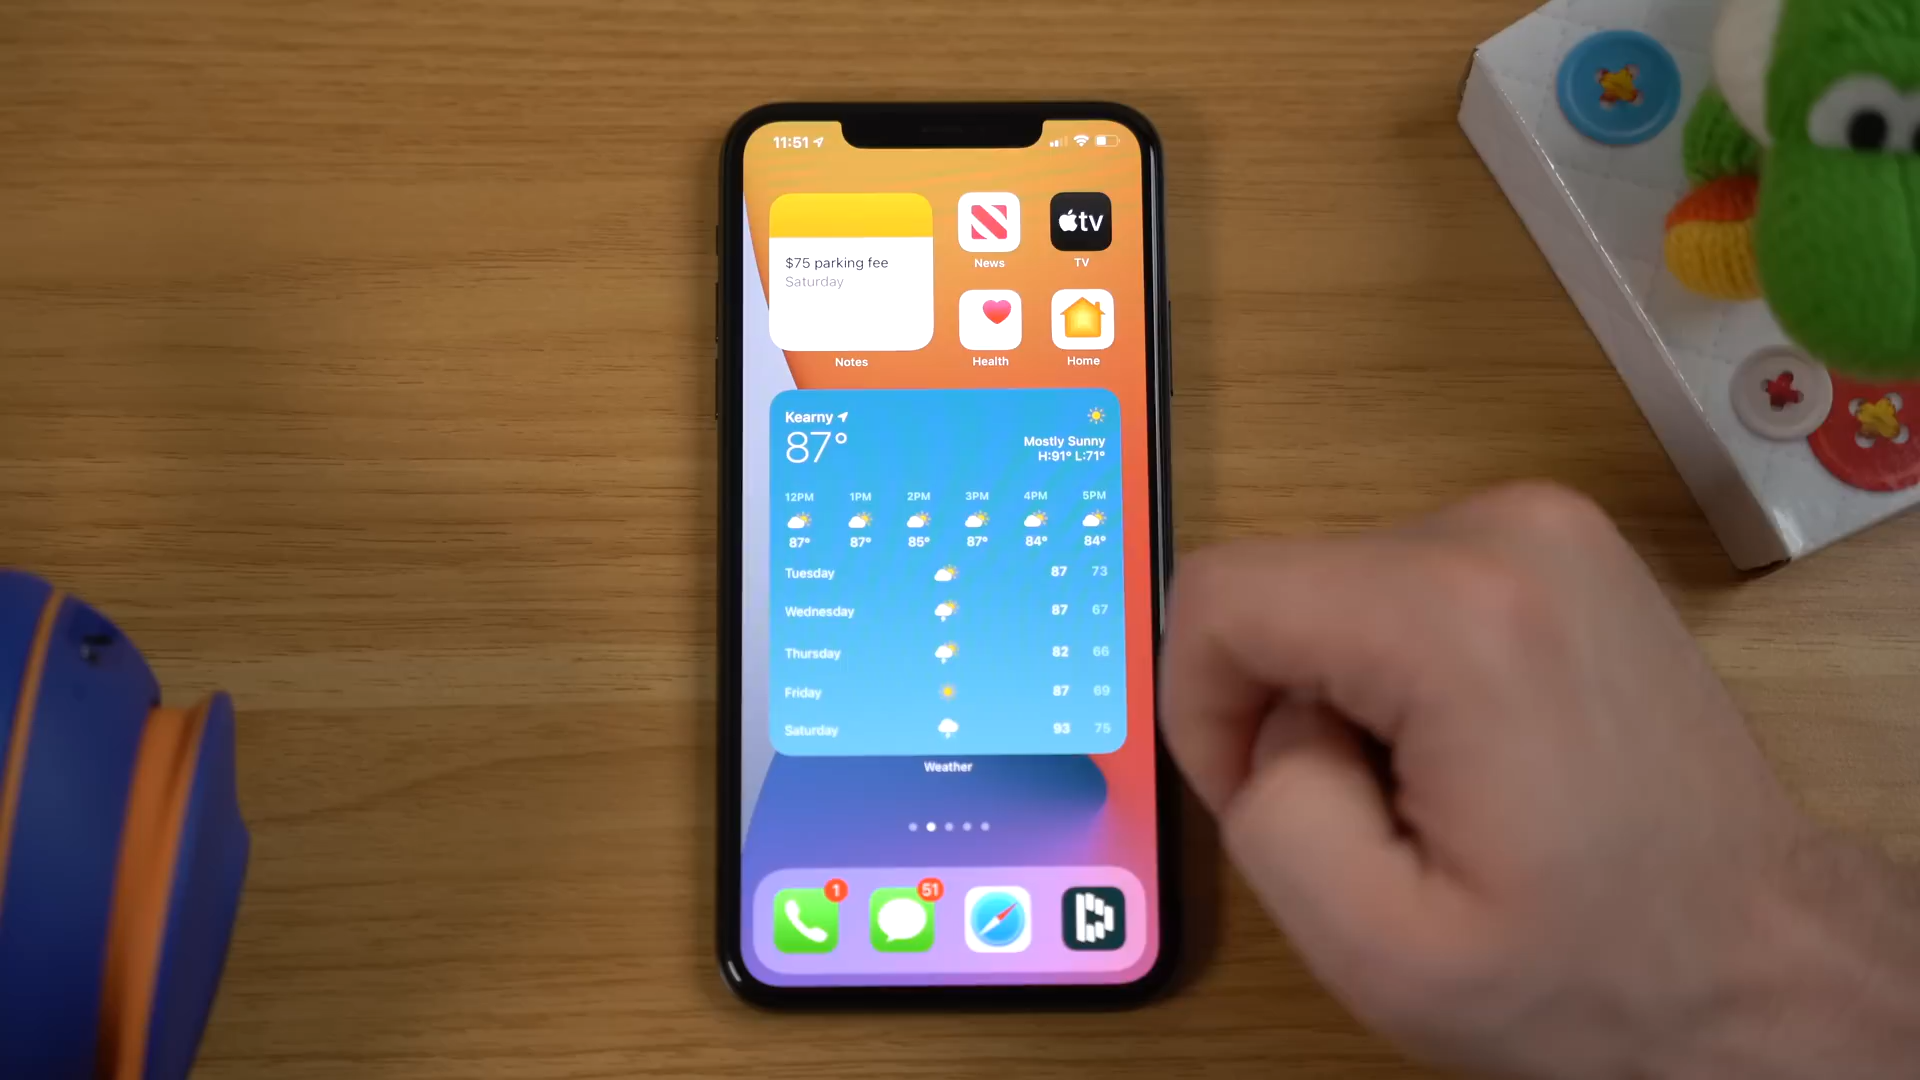 11:51
$75 parking fee
Saturday
Notes
News
tv
TV
Health
Home
Kearny
87°
Mostly Sunny
H:91° L:71°
12PM 1PM 2PM 3PM 4PM 5PM
87° 87° 85° 87° 84° 84°
Tuesday 87 73
Wednesday 87 67
Thursday 82 66
Friday 87 69
Saturday 93 75
Weather
1
51